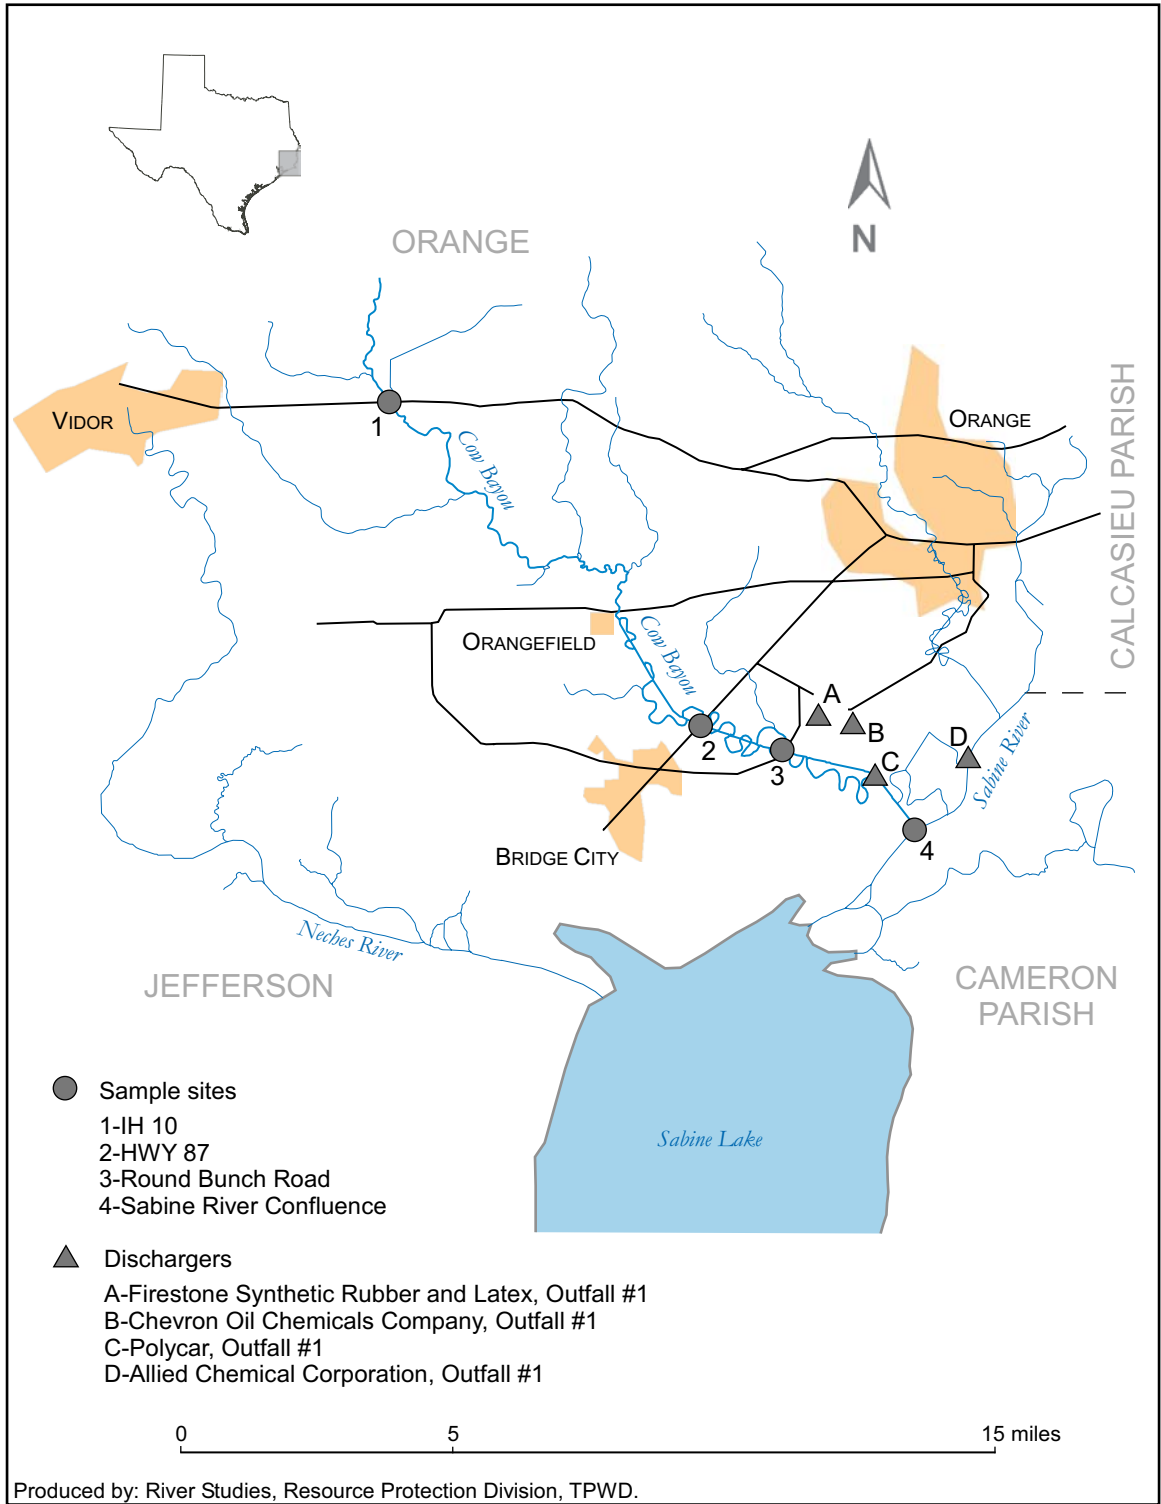 ORANGE
N
VIDOR
1
Cow Bayou
ORANGE
CALCASIEU PARISH
ORANGEFIELD
Cow Bayou
A
B
2
3
C
D
Sabine River
4
BRIDGE CITY
Neches River
JEFFERSON
CAMERON
PARISH
Sabine Lake
Sample sites
1-IH 10
2-HWY 87
3-Round Bunch Road
4-Sabine River Confluence
Dischargers
A-Firestone Synthetic Rubber and Latex, Outfall #1
B-Chevron Oil Chemicals Company, Outfall #1
C-Polycar, Outfall #1
D-Allied Chemical Corporation, Outfall #1
0 5 15 miles
Produced by: River Studies, Resource Protection Division, TPWD.